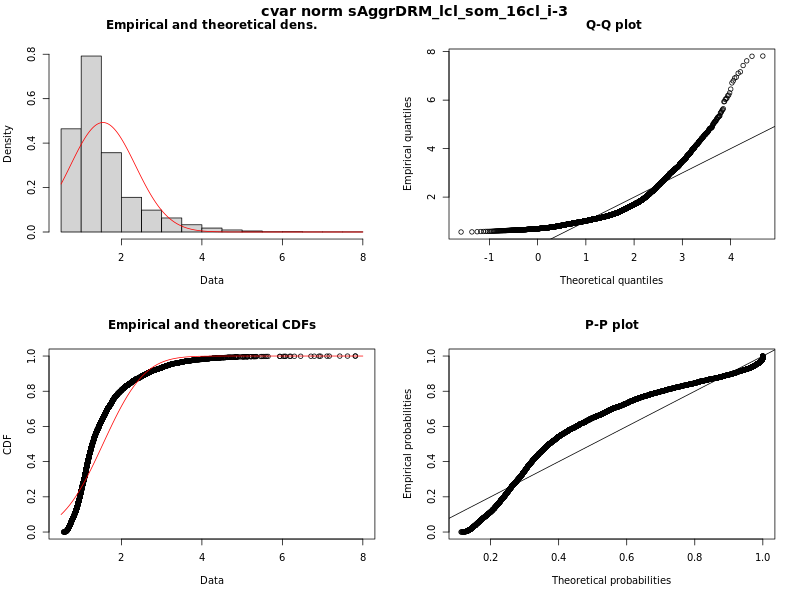 cvar norm sAggrDRM_lcl_som_16cl_i-3
Empirical and theoretical dens.
Density
0.0 0.2 0.4 0.6 0.8
2 4 6 8
Data
Q-Q plot
Empirical quantiles
2 4 6 8
-1 0 1 2 3 4
Theoretical quantiles
Empirical and theoretical CDFs
CDF
0.0 0.2 0.4 0.6 0.8 1.0
2 4 6 8
Data
P-P plot
Empirical probabilities
0.0 0.2 0.4 0.6 0.8 1.0
0.2 0.4 0.6 0.8 1.0
Theoretical probabilities